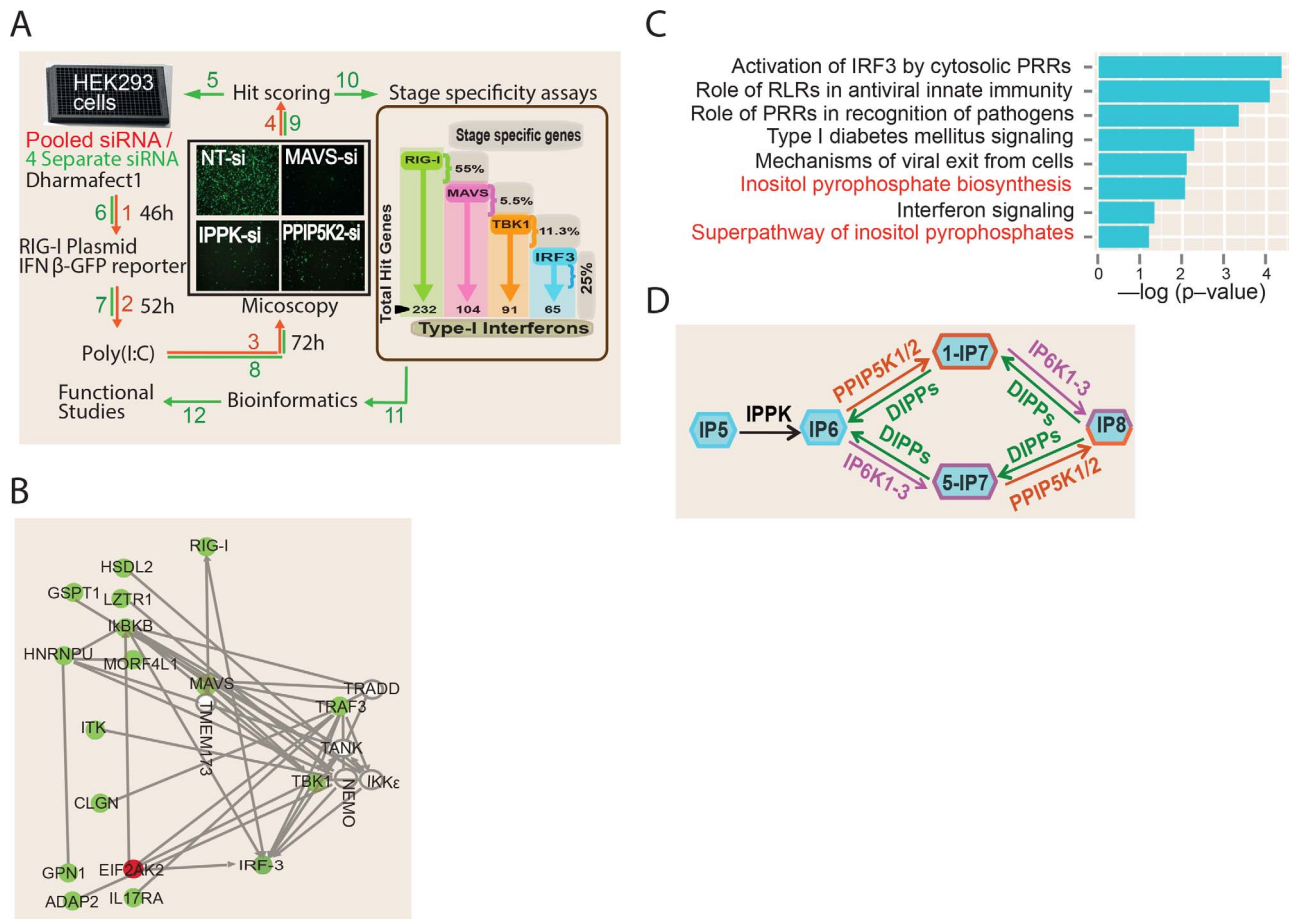 A
HEK293
cells
5
Hit scoring
10
Stage specificity assays
4
9
Pooled siRNA /
4 Separate siRNA
Dharmafect1
6
1
46h
RIG-I Plasmid
IFN β-GFP reporter
7
2
52h
Poly(I:C)
3
8
72h
Micoscopy
NT-si
MAVS-si
IPPK-si
PPIP5K2-si
Functional
Studies
12
Bioinformatics
11
Stage specific genes
RIG-I
55%
MAVS
5.5%
TBK1
11.3%
IRF3
25%
Total Hit Genes
232
104
91
65
Type-I Interferons
B
RIG-I
HSDL2
GSPT1
LZTR1
IkBKB
HNRNPU
MORF4L1
MAVS
TRADD
TRAF3
TMEM173
ITK
TANK
TBK1
NEMO
IKKε
CLGN
GPN1
EIF2AK2
IRF-3
ADAP2
IL17RA
C
Activation of IRF3 by cytosolic PRRs
Role of RLRs in antiviral innate immunity
Role of PRRs in recognition of pathogens
Type I diabetes mellitus signaling
Mechanisms of viral exit from cells
Inositol pyrophosphate biosynthesis
Interferon signaling
Superpathway of inositol pyrophosphates
0 1 2 3 4
—log (p–value)
D
IP5
IPPK
IP6
PPIP5K1/2
DIPPs
1-IP7
IP6K1-3
DIPPs
IP8
DIPPs
IP6K1-3
5-IP7
DIPPs
PPIP5K1/2